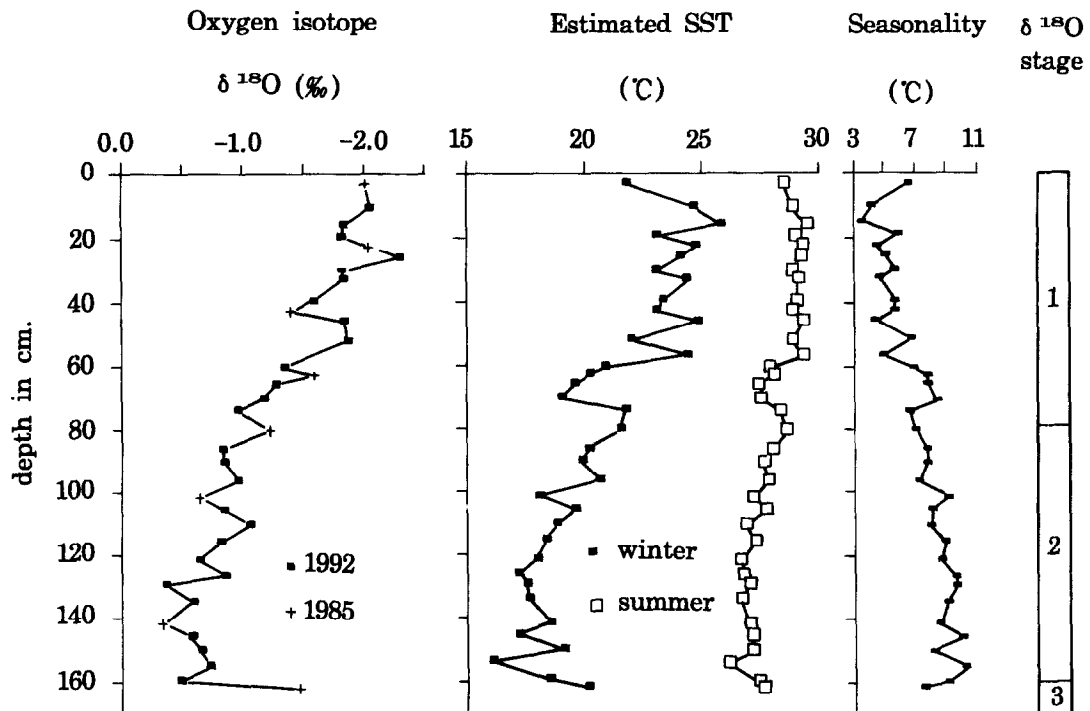 Oxygen isotope Estimated SST Seasonality δ ¹⁸O
stage
δ ¹⁸O (‰) (℃) (℃)
0.0 −1.0 −2.0 15 20 25 30 3 7 11
0
20
40
60
80
100
120
140
160
depth in cm.
1992
1985
winter
summer
1
2
3